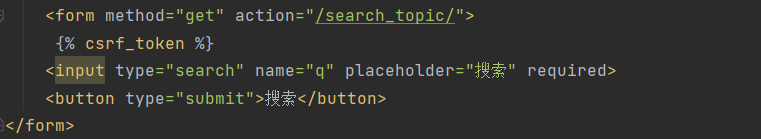 <form method="get" action="/search_topic/">
{% csrf_token %}
<input type="search" name="q" placeholder="搜索" required>
<button type="submit">搜索</button>
</form>